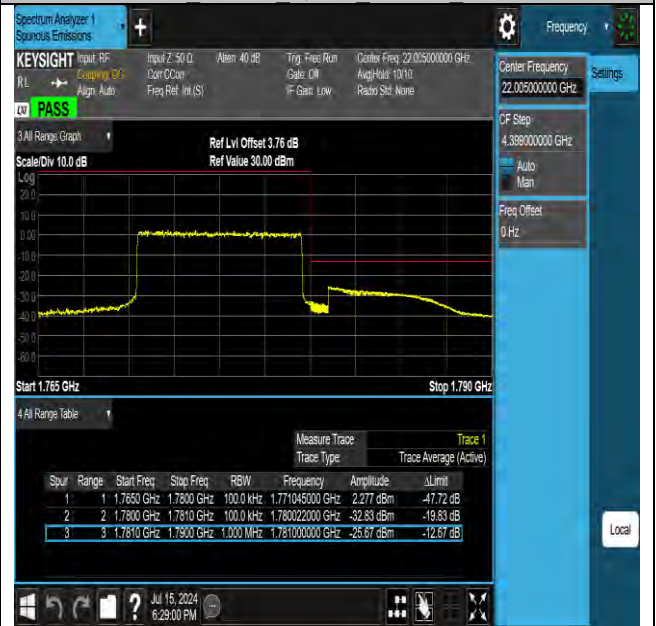 Spectrum Analyzer 1
Spurious Emissions
Frequency
KEYSIGHT Input: RF Input Z: 50 Ω Atten: 40 dB Trig: Free Run Center Freq: 22.005000000 GHz
RL Coupling: DC Corr CCorr Gate: Off Avg|Hold: 10/10
Align: Auto Freq Ref: Int (S) IF Gain: Low Radio Std: None
LXI PASS
Center Frequency
22.005000000 GHz
Settings
CF Step
4.399000000 GHz
Auto
Man
Freq Offset
0 Hz
3 All Range Graph
Ref Lvl Offset 3.76 dB
Scale/Div 10.0 dB Ref Value 30.00 dBm
Log
20.0
10.0
0.00
-10.0
-20.0
-30.0
-40.0
-50.0
-60.0
Start 1.765 GHz Stop 1.790 GHz
4 All Range Table
Measure Trace Trace 1
Trace Type Trace Average (Active)
Spur Range Start Freq Stop Freq RBW Frequency Amplitude ΔLimit
1 1 1.7650 GHz 1.7800 GHz 100.0 kHz 1.771045000 GHz 2.277 dBm -47.72 dB
2 2 1.7800 GHz 1.7810 GHz 100.0 kHz 1.780022000 GHz -32.83 dBm -19.83 dB
3 3 1.7810 GHz 1.7900 GHz 1.000 MHz 1.781000000 GHz -25.67 dBm -12.67 dB
Local
? Jul 15, 2024
6:29:00 PM